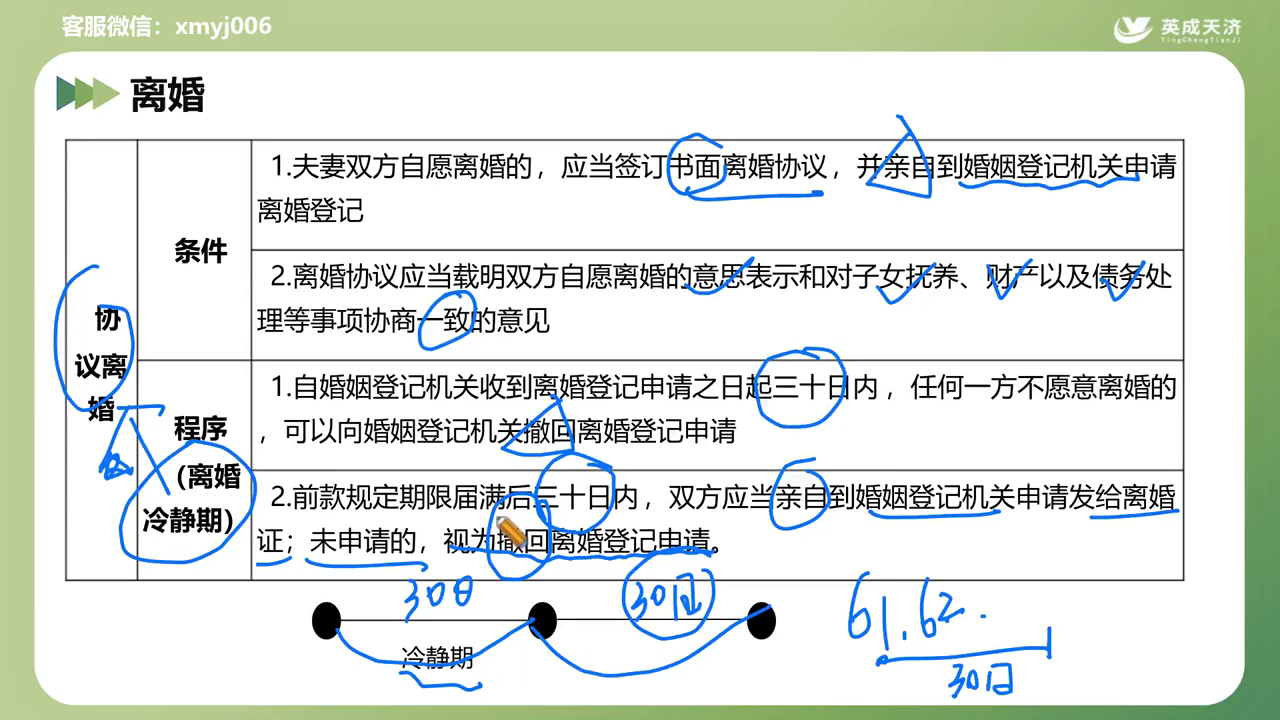 客服微信：xmyj006
英成天济
YingChengTianJi
离婚
协
议离
婚
条件
1.夫妻双方自愿离婚的，应当签订书面离婚协议，并亲自到婚姻登记机关申请
离婚登记
2.离婚协议应当载明双方自愿离婚的意思表示和对子女抚养、财产以及债务处
理等事项协商一致的意见
程序
（离婚
冷静期）
1.自婚姻登记机关收到离婚登记申请之日起三十日内，任何一方不愿意离婚的
，可以向婚姻登记机关撤回离婚登记申请
2.前款规定期限届满后三十日内，双方应当亲自到婚姻登记机关申请发给离婚
证；未申请的，视为撤回离婚登记申请。
30日
30日
冷静期
61.62.
30日